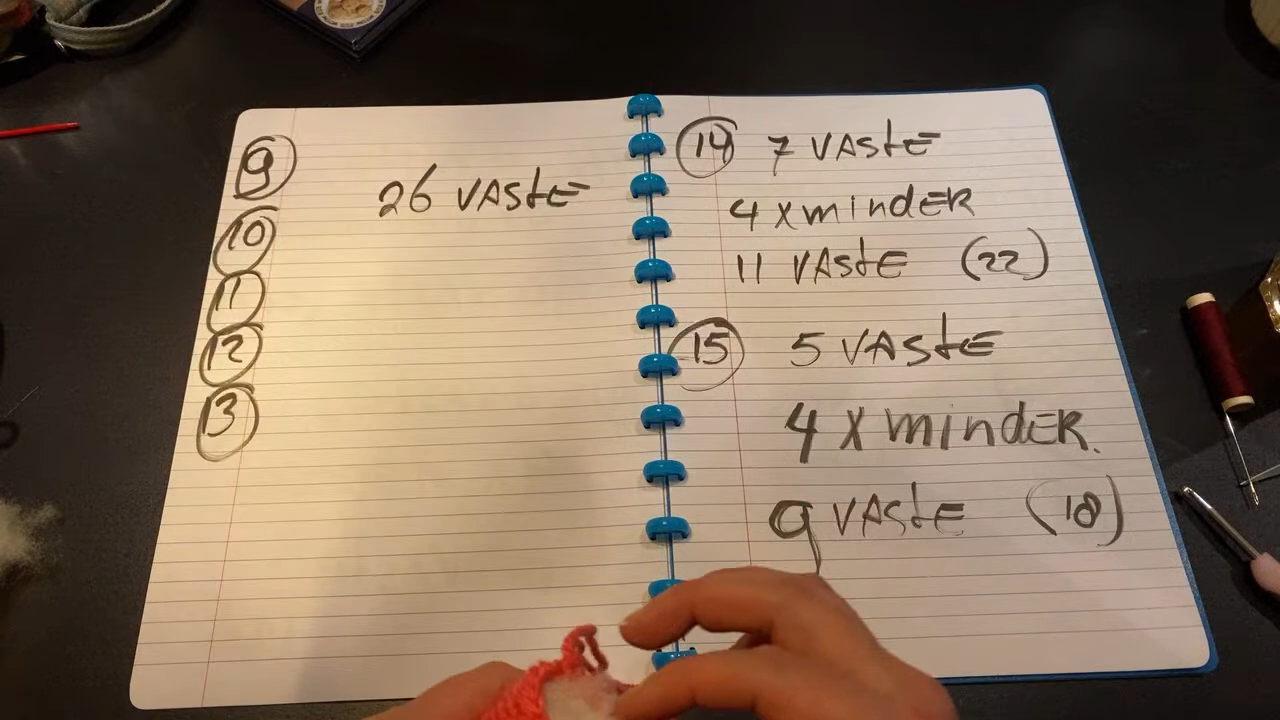 9
26 VASTE
10
11
12
13
14 7 VASTE
4 x minDER
11 VASTE (22)
15 5 VASTE
4 x minDER.
9 VASTE (18)